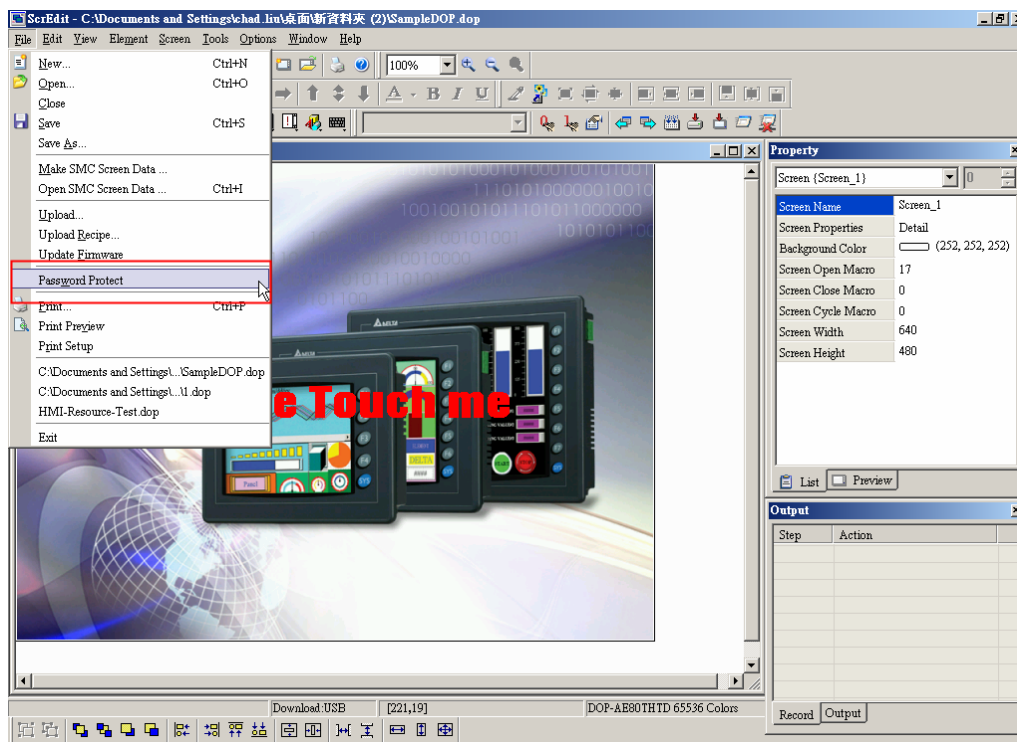 ScrEdit - C:\Documents and Settings\chad.liu\桌面\新資料夾 (2)\SampleDOP.dop
File Edit View Element Screen Tools Options Window Help
New... Ctrl+N
Open... Ctrl+O
Close
Save Ctrl+S
Save As...
Make SMC Screen Data ...
Open SMC Screen Data ... Ctrl+I
Upload...
Upload Recipe...
Update Firmware
Password Protect
Print... Ctrl+P
Print Preview
Print Setup
C:\Documents and Settings\...\SampleDOP.dop
C:\Documents and Settings\...\1.dop
HMI-Resource-Test.dop
Exit
100%
A B I U
e Touch me
DELTA
Property
Screen {Screen_1} 0
Screen Name Screen_1
Screen Properties Detail
Background Color (252, 252, 252)
Screen Open Macro 17
Screen Close Macro 0
Screen Cycle Macro 0
Screen Width 640
Screen Height 480
List Preview
Output
Step Action
Record Output
Download:USB [221,19] DOP-AE80THTD 65536 Colors